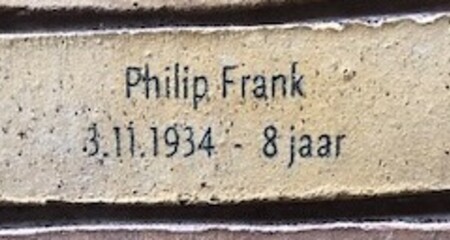 Philip Frank
3.11.1934 - 8 jaar